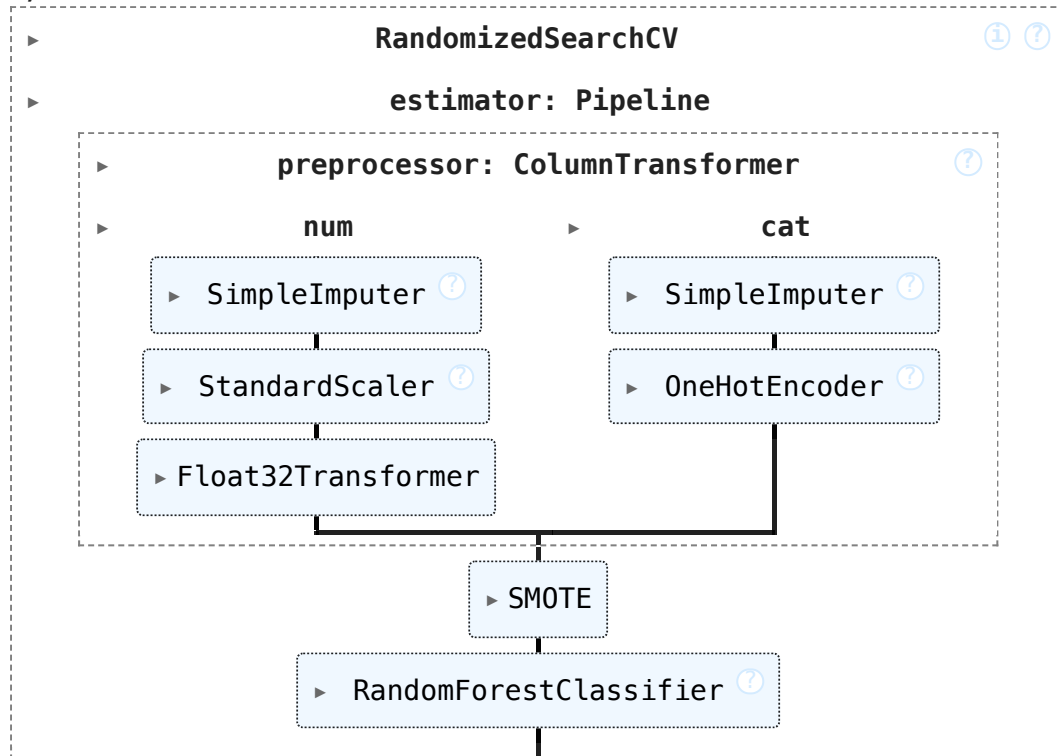 RandomizedSearchCV i ?
estimator: Pipeline
preprocessor: ColumnTransformer ?
num cat
SimpleImputer ? SimpleImputer ?
StandardScaler ? OneHotEncoder ?
Float32Transformer
SMOTE
RandomForestClassifier ?